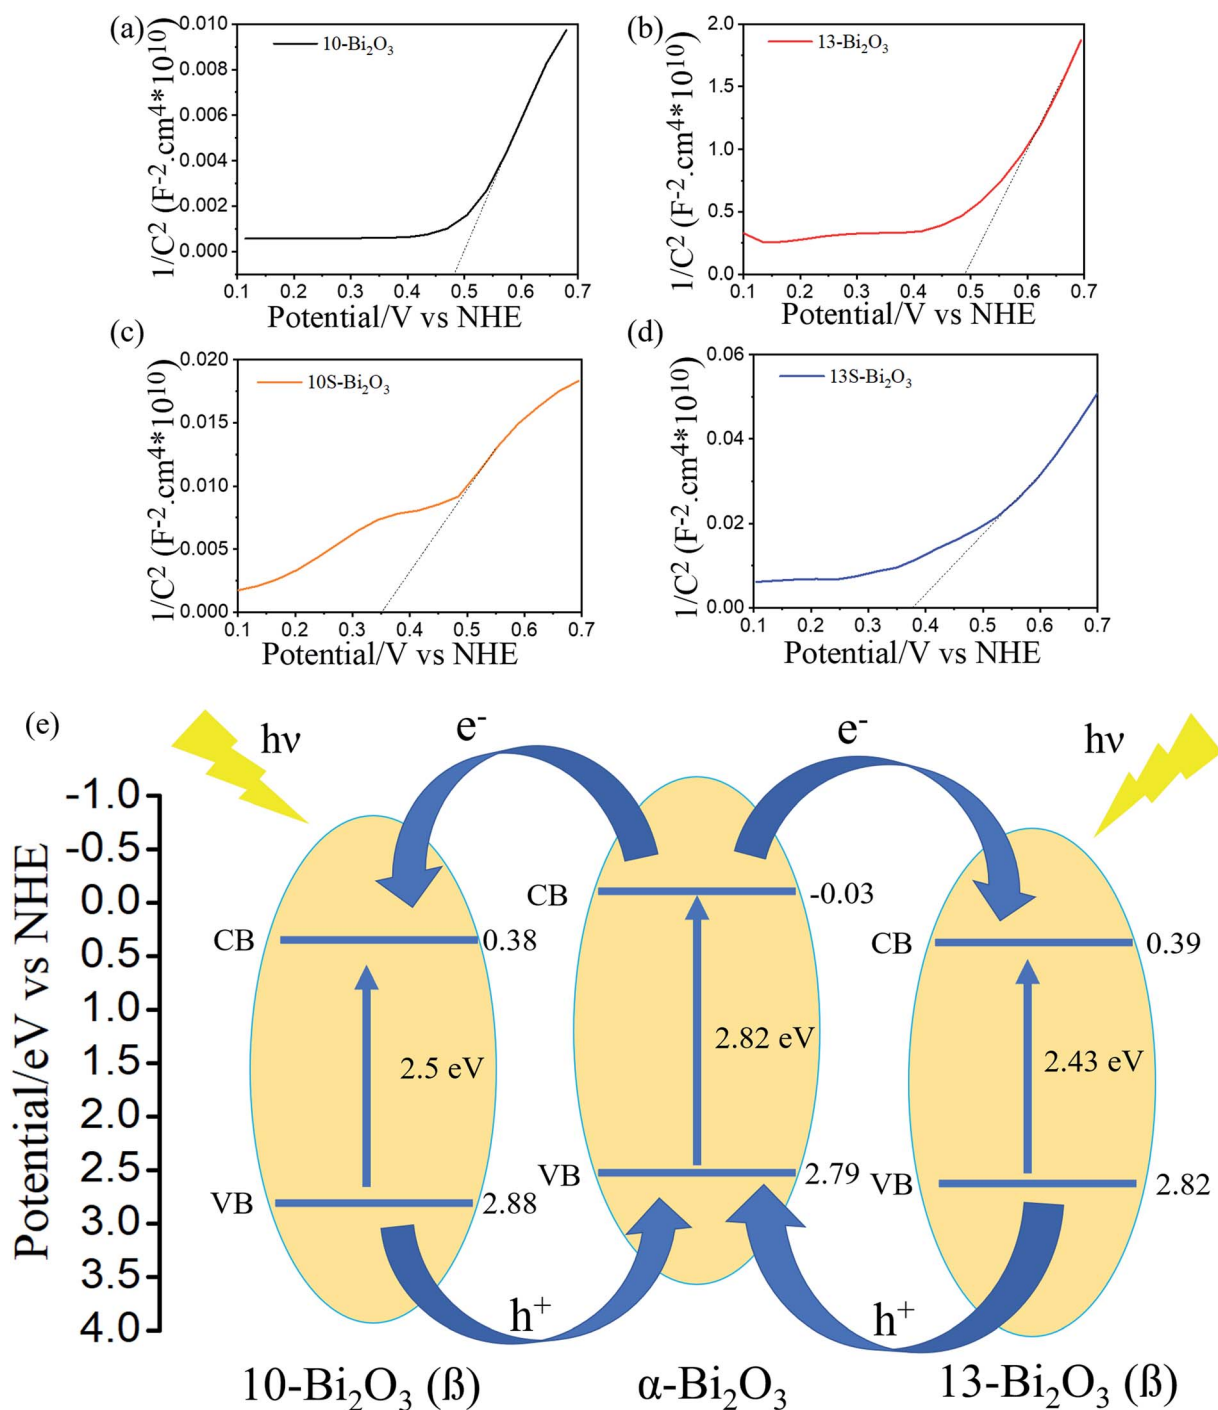 (a)
10-Bi₂O₃
1/C² (F⁻².cm⁴*10¹⁰)
0.010
0.008
0.006
0.004
0.002
0.000
0.1 0.2 0.3 0.4 0.5 0.6 0.7
Potential/V vs NHE
(b)
13-Bi₂O₃
1/C² (F⁻².cm⁴*10¹⁰)
2.0
1.5
1.0
0.5
0.0
0.1 0.2 0.3 0.4 0.5 0.6 0.7
Potential/V vs NHE
(c)
10S-Bi₂O₃
1/C² (F⁻².cm⁴*10¹⁰)
0.020
0.015
0.010
0.005
0.000
0.1 0.2 0.3 0.4 0.5 0.6 0.7
Potential/V vs NHE
(d)
13S-Bi₂O₃
1/C² (F⁻².cm⁴*10¹⁰)
0.06
0.04
0.02
0.00
0.1 0.2 0.3 0.4 0.5 0.6 0.7
Potential/V vs NHE
(e)
Potential/eV vs NHE
-1.0
-0.5
0.0
0.5
1.0
1.5
2.0
2.5
3.0
3.5
4.0
hν
e⁻
e⁻
hν
CB
0.38
2.5 eV
VB
2.88
CB
-0.03
2.82 eV
VB
2.79
CB
0.39
2.43 eV
VB
2.82
h⁺
h⁺
10-Bi₂O₃ (ß)
α-Bi₂O₃
13-Bi₂O₃ (ß)